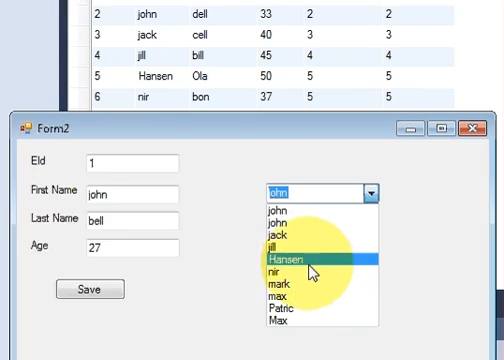 2 john dell 33 2 2
3 jack cell 40 3 3
4 jill bill 45 4 4
5 Hansen Ola 50 5 5
6 nir bon 37 5 5
Form2
EId 1
First Name john
john
Last Name bell
Age 27
Save
john
john
jack
jill
Hansen
nir
mark
max
Patric
Max